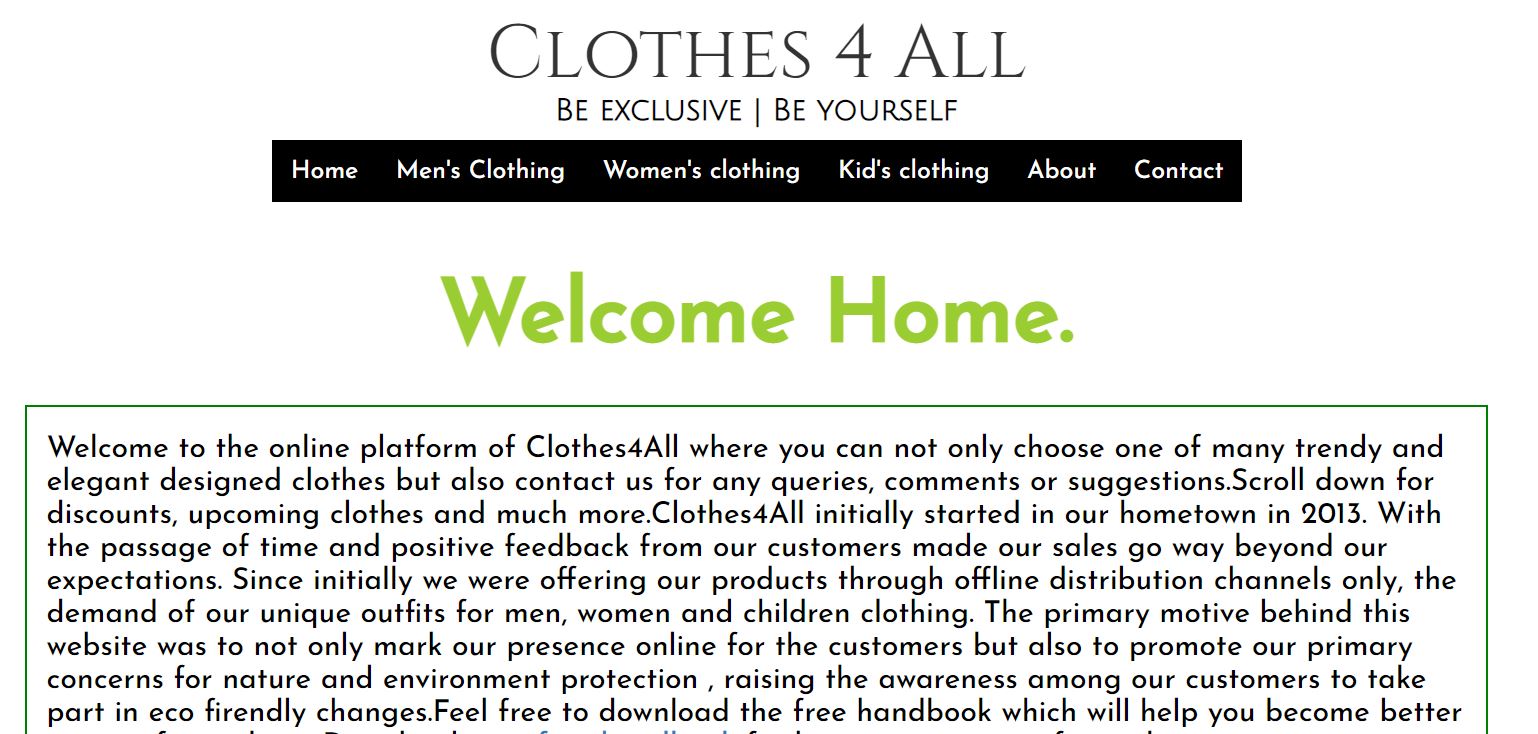 Clothes 4 All
Be exclusive | Be yourself
Home Men's Clothing Women's clothing Kid's clothing About Contact
Welcome Home.
Welcome to the online platform of Clothes4All where you can not only choose one of many trendy and
elegant designed clothes but also contact us for any queries, comments or suggestions.Scroll down for
discounts, upcoming clothes and much more.Clothes4All initially started in our hometown in 2013. With
the passage of time and positive feedback from our customers made our sales go way beyond our
expectations. Since initially we were offering our products through offline distribution channels only, the
demand of our unique outfits for men, women and children clothing. The primary motive behind this
website was to not only mark our presence online for the customers but also to promote our primary
concerns for nature and environment protection , raising the awareness among our customers to take
part in eco firendly changes.Feel free to download the free handbook which will help you become better